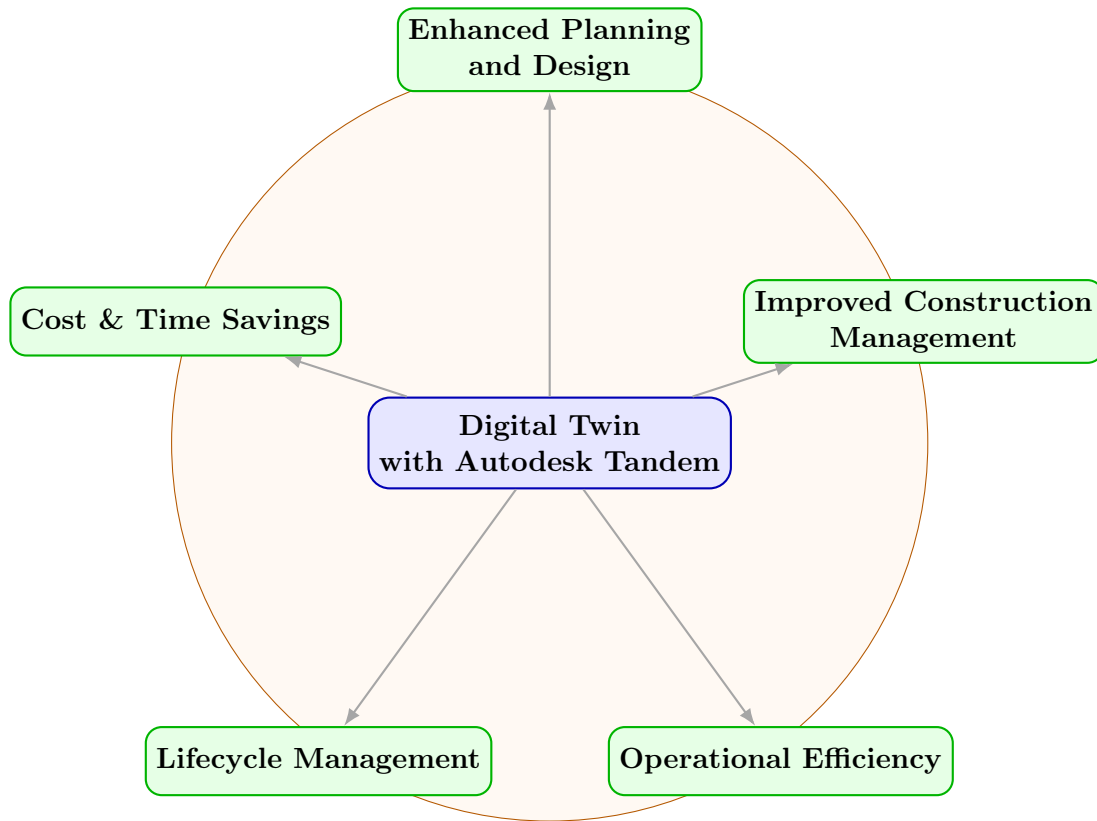 Enhanced Planning
and Design
Cost & Time Savings
Improved Construction
Management
Digital Twin
with Autodesk Tandem
Lifecycle Management
Operational Efficiency